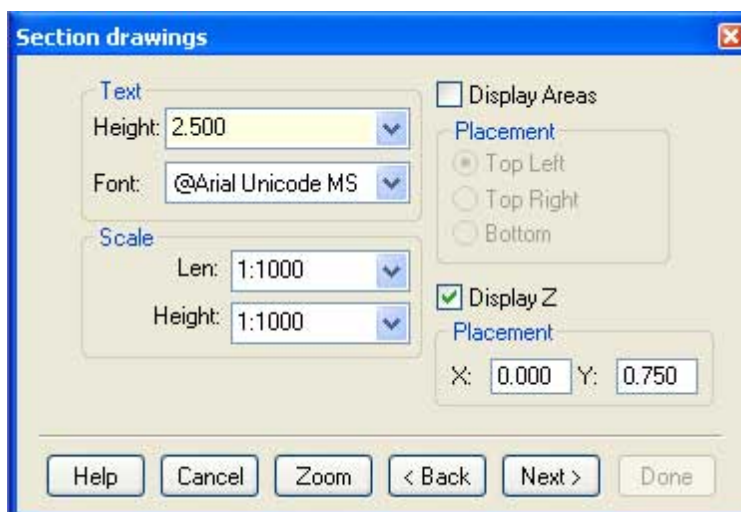 Section drawings
Text
Height: 2.500
Font: @Arial Unicode MS
Scale
Len: 1:1000
Height: 1:1000
Display Areas
Placement
Top Left
Top Right
Bottom
Display Z
Placement
X: 0.000 Y: 0.750
Help Cancel Zoom < Back Next > Done